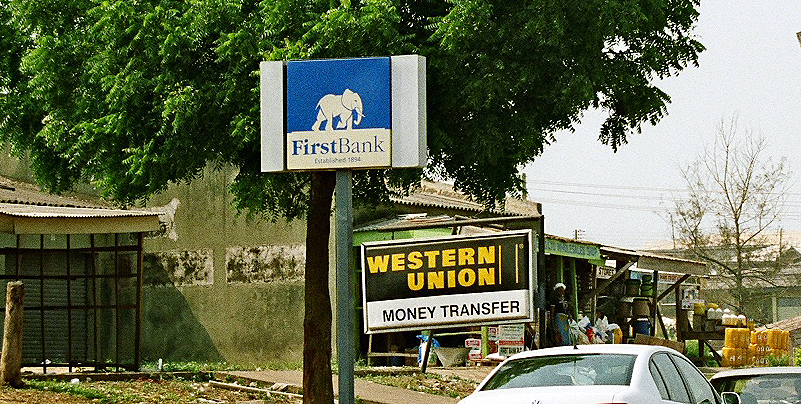 FirstBank
Established 1894
WESTERN
UNION
MONEY TRANSFER